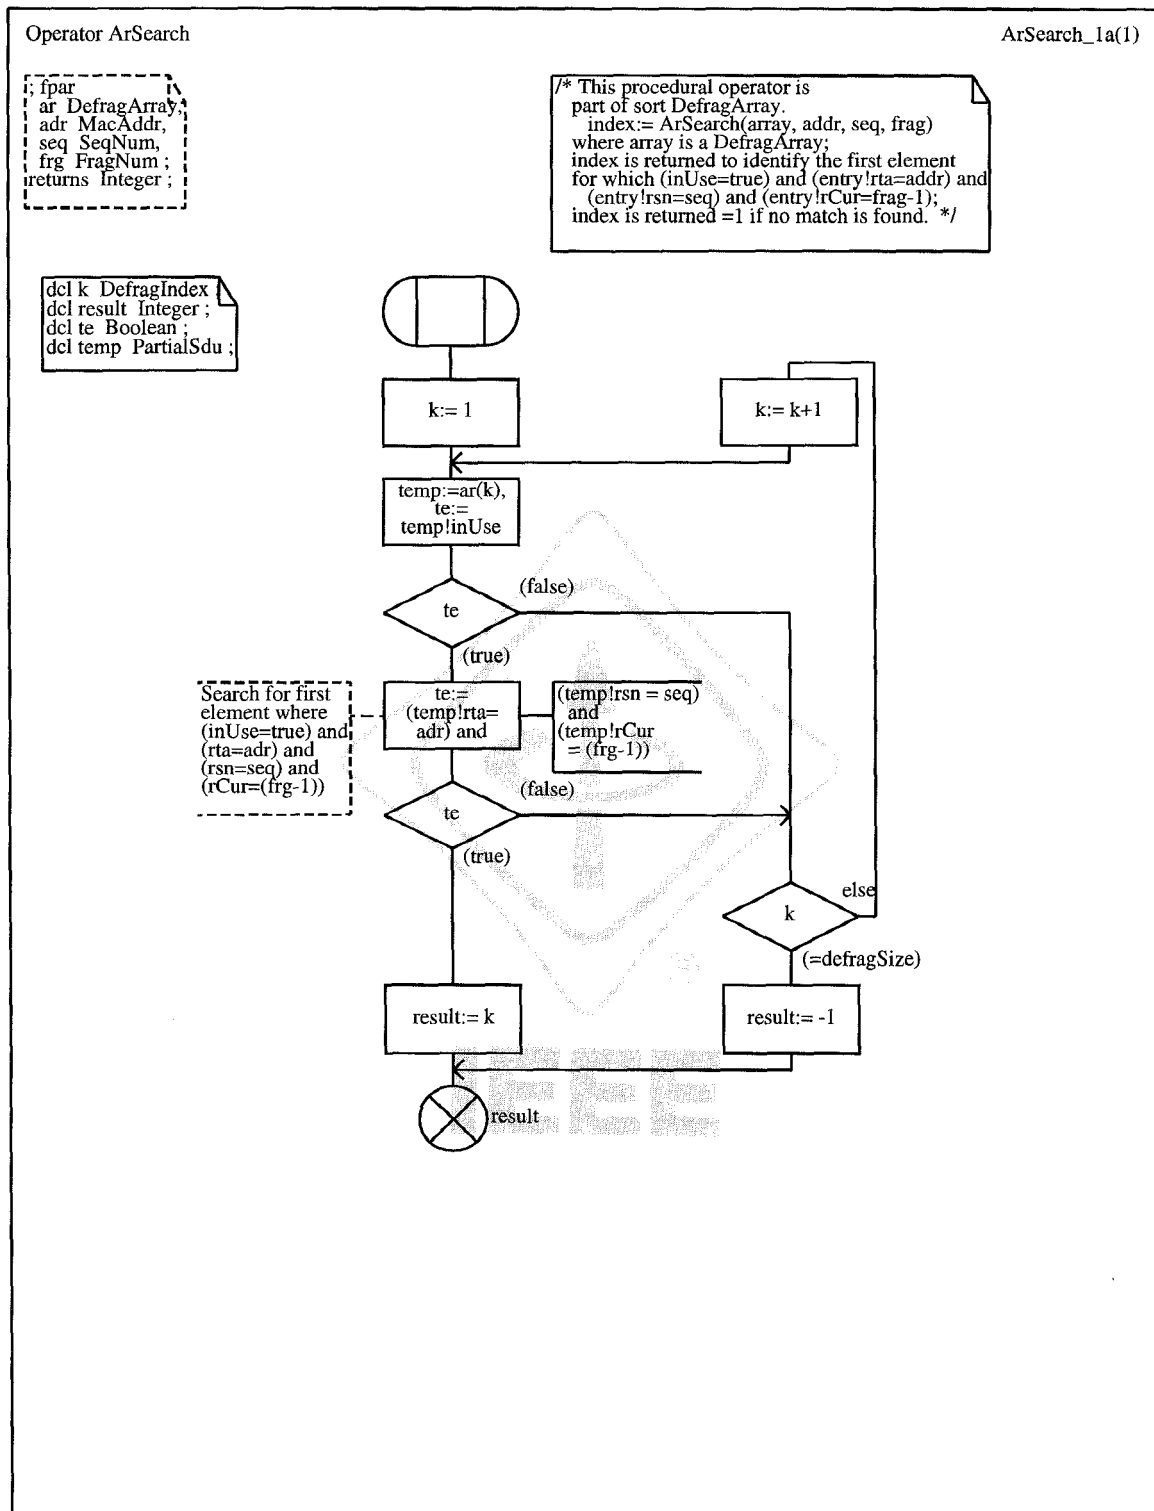 Operator ArSearch
ArSearch_1a(1)
; fpar
ar DefragArray,
adr MacAddr,
seq SeqNum,
frg FragNum ;
returns Integer ;
/* This procedural operator is
part of sort DefragArray.
index:= ArSearch(array, addr, seq, frag)
where array is a DefragArray;
index is returned to identify the first element
for which (inUse=true) and (entry!rta=addr) and
(entry!rsn=seq) and (entry!rCur=frag-1);
index is returned =1 if no match is found. */
dcl k DefragIndex
dcl result Integer ;
dcl te Boolean ;
dcl temp PartialSdu ;
k:= 1
k:= k+1
temp:=ar(k),
te:=
temp!inUse
te
(false)
(true)
Search for first
element where
(inUse=true) and
(rta=adr) and
(rsn=seq) and
(rCur=(frg-1))
te:=
(temp!rta=
adr) and
(temp!rsn = seq)
and
(temp!rCur
= (frg-1))
te
(false)
(true)
k
else
(=defragSize)
result:= k
result:= -1
result
IEEE